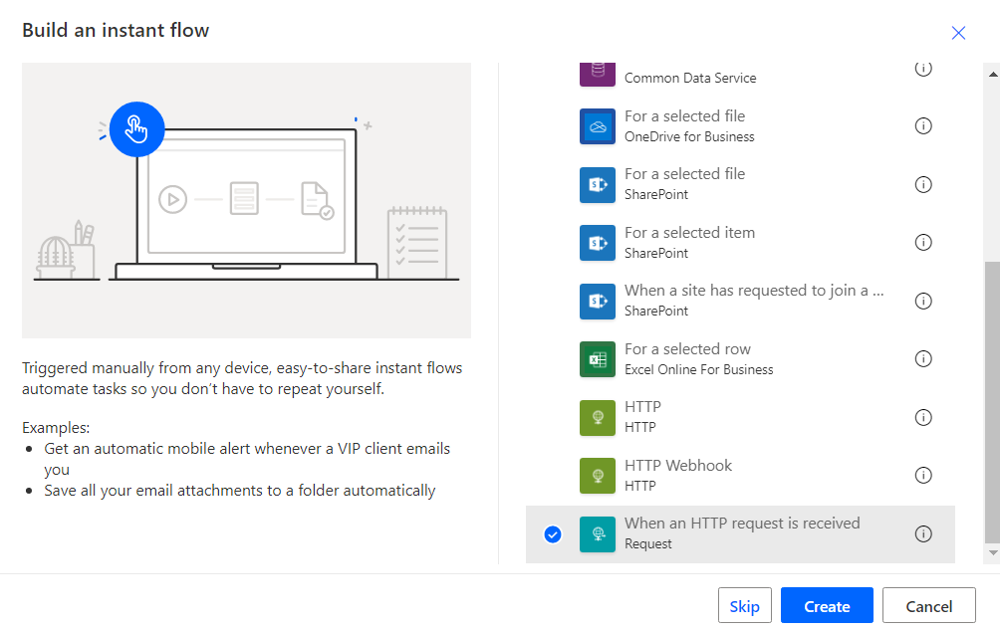 Build an instant flow
Triggered manually from any device, easy-to-share instant flows
automate tasks so you don’t have to repeat yourself.
Examples:
Get an automatic mobile alert whenever a VIP client emails
you
Save all your email attachments to a folder automatically
Common Data Service
For a selected file
OneDrive for Business
For a selected file
SharePoint
For a selected item
SharePoint
When a site has requested to join a ...
SharePoint
For a selected row
Excel Online For Business
HTTP
HTTP
HTTP Webhook
HTTP
When an HTTP request is received
Request
Skip
Create
Cancel